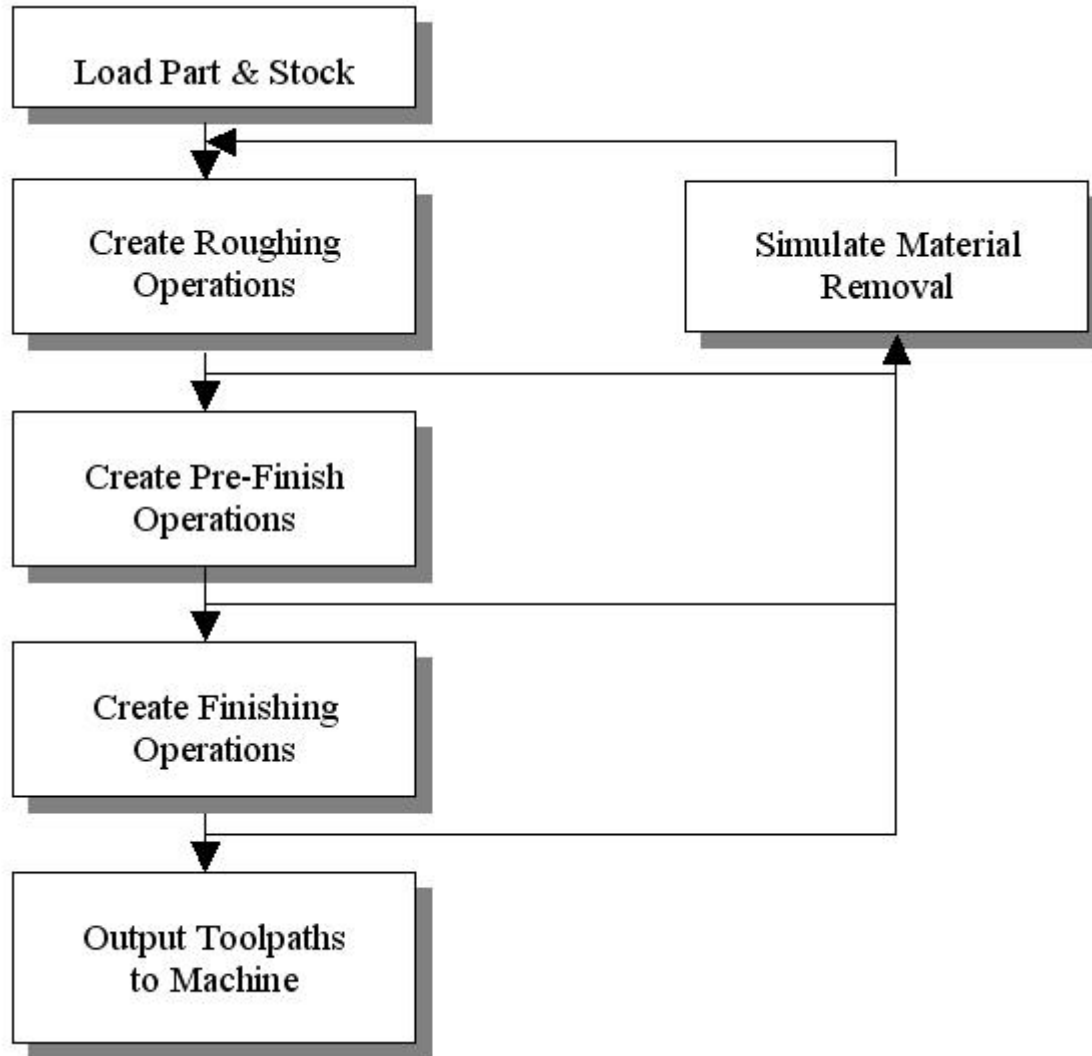 Load Part & Stock
Create Roughing
Operations
Simulate Material
Removal
Create Pre-Finish
Operations
Create Finishing
Operations
Output Toolpaths
to Machine